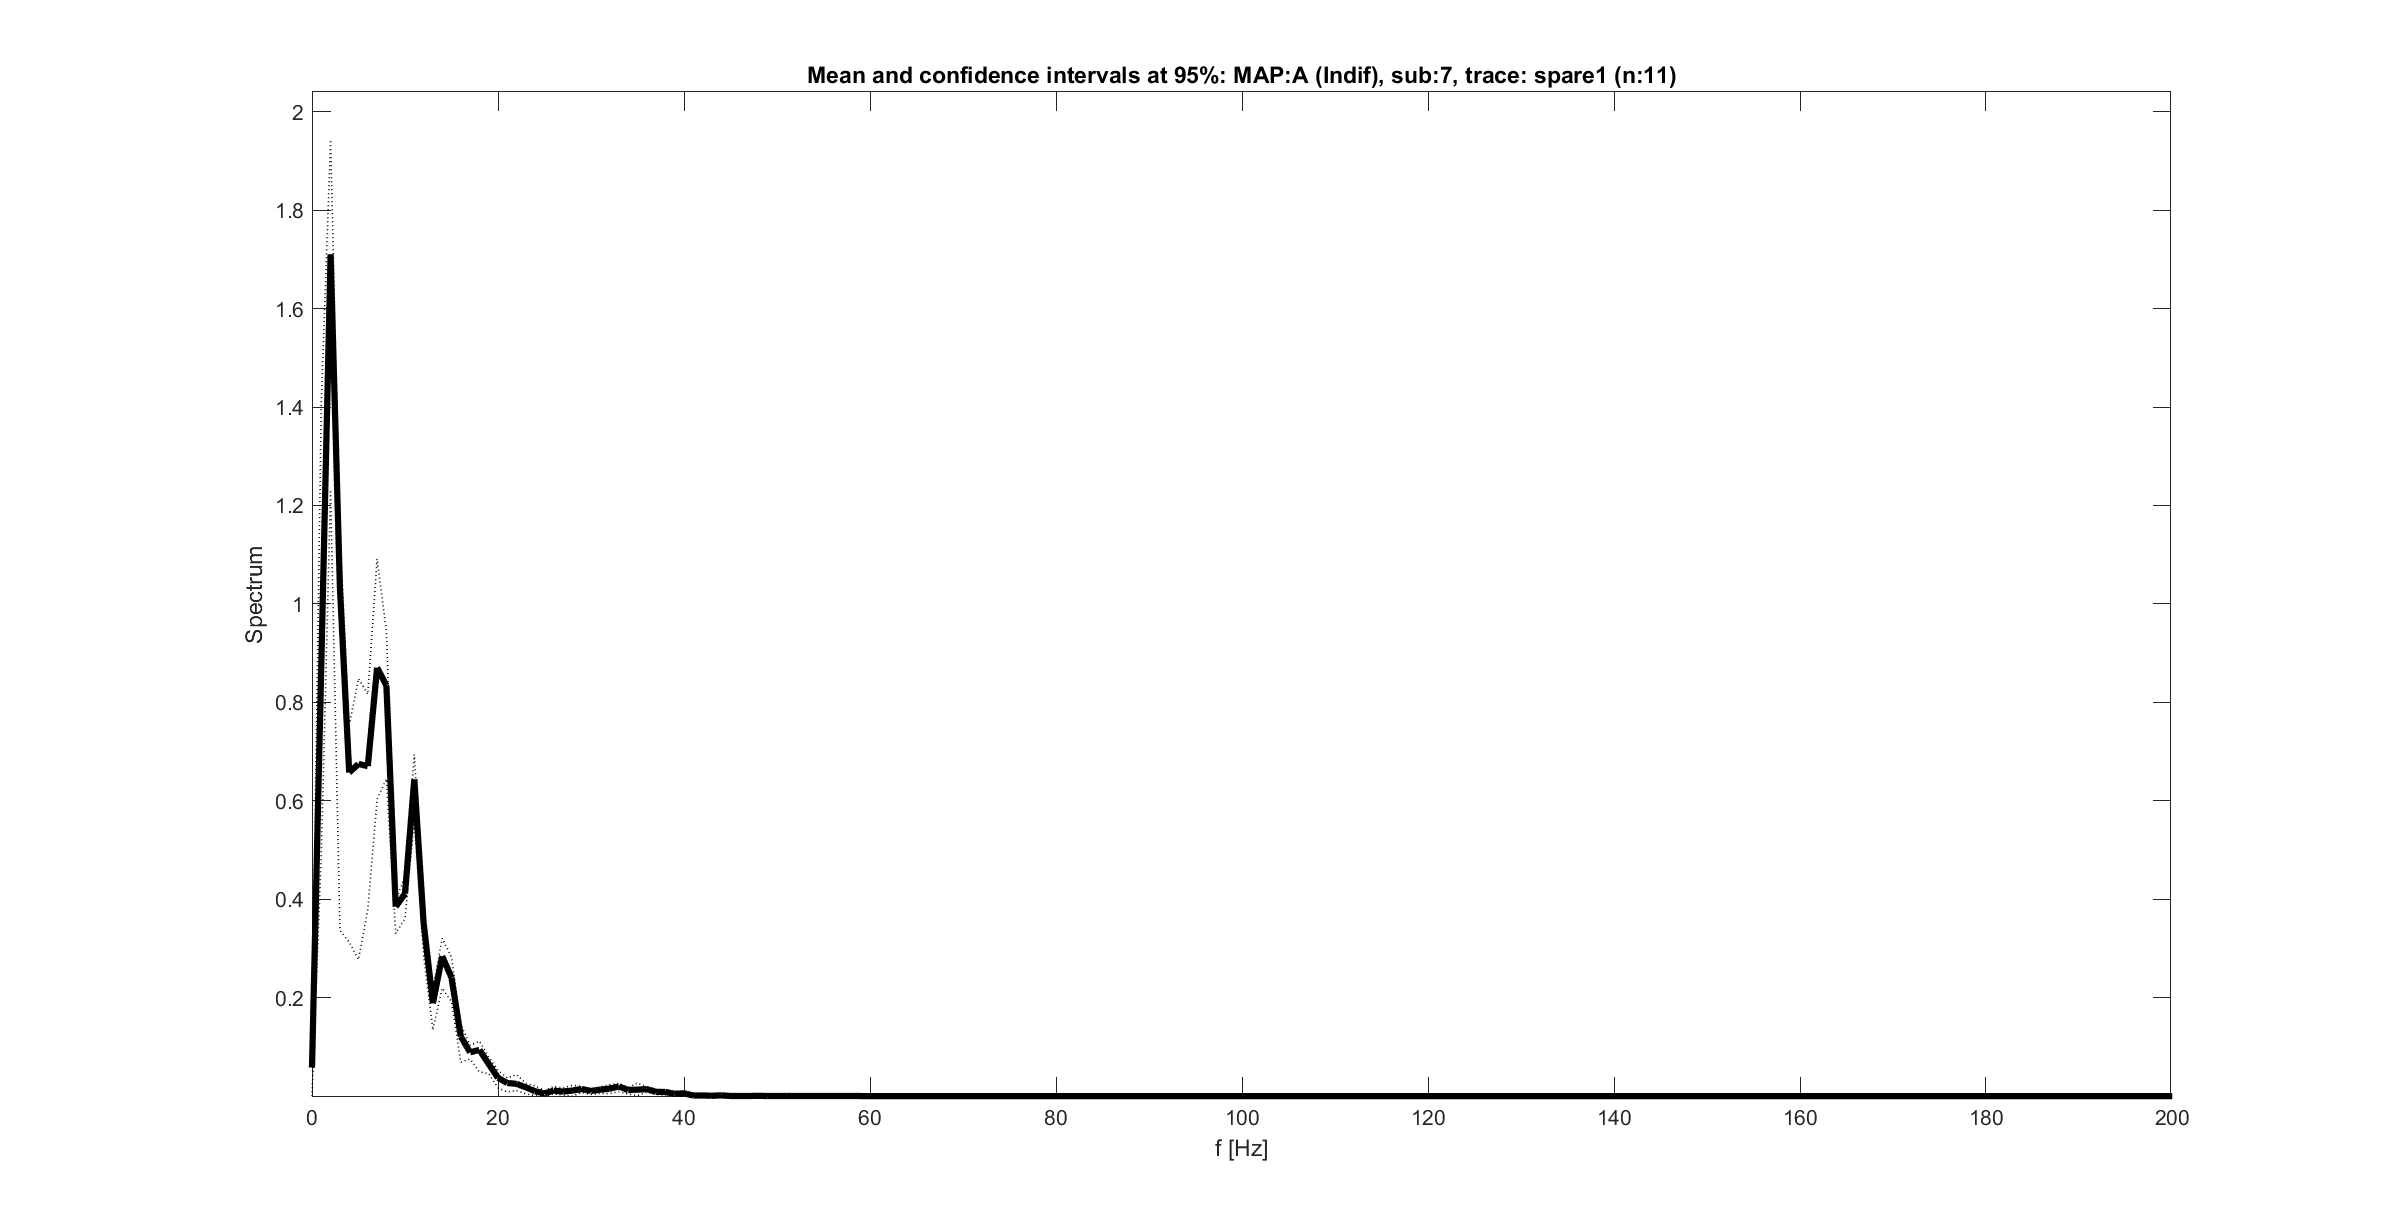 Mean and confidence intervals at 95%: MAP:A (Indif), sub:7, trace: spare1 (n:11)
2
1.8
1.6
1.4
1.2
1
0.8
0.6
0.4
0.2
Spectrum
0 20 40 60 80 100 120 140 160 180 200
f [Hz]